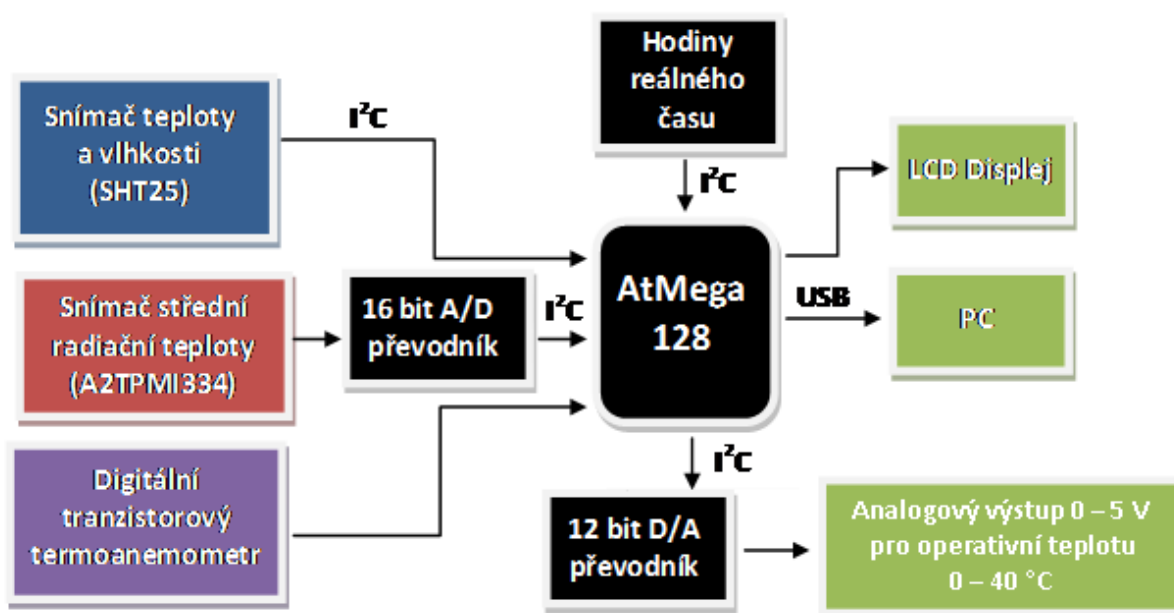 Hodiny
reálného
času
Snímač teploty
a vlhkosti
(SHT25)
I²C
I²C
LCD Displej
Snímač střední
radiační teploty
(A2TPMI334)
16 bit A/D
převodník
I²C
AtMega
128
USB
PC
Digitální
tranzistorový
termoanemometr
I²C
12 bit D/A
převodník
Analogový výstup 0 – 5 V
pro operativní teplotu
0 – 40 °C